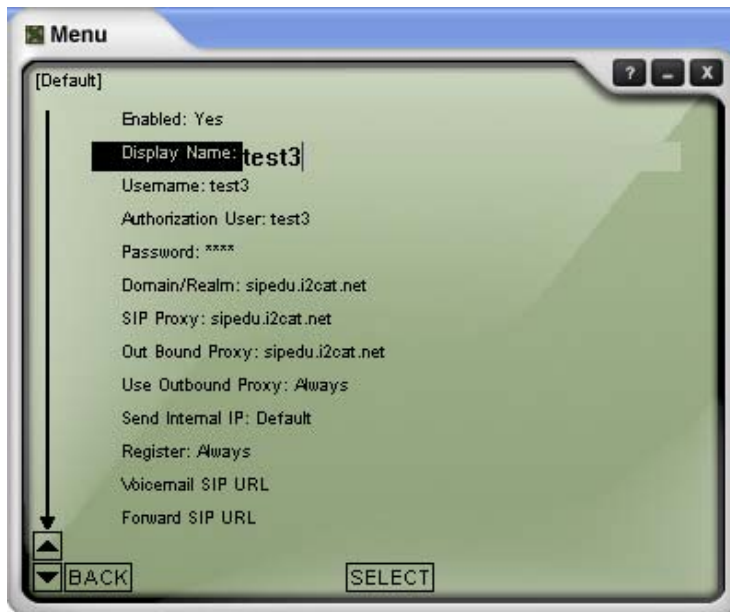 Menu
[Default]
? - X
Enabled: Yes
Display Name: test3
Username: test3
Authorization User: test3
Password: ****
Domain/Realm: sipedu.i2cat.net
SIP Proxy: sipedu.i2cat.net
Out Bound Proxy: sipedu.i2cat.net
Use Outbound Proxy: Always
Send Internal IP: Default
Register: Always
Voicemail SIP URL
Forward SIP URL
BACK SELECT